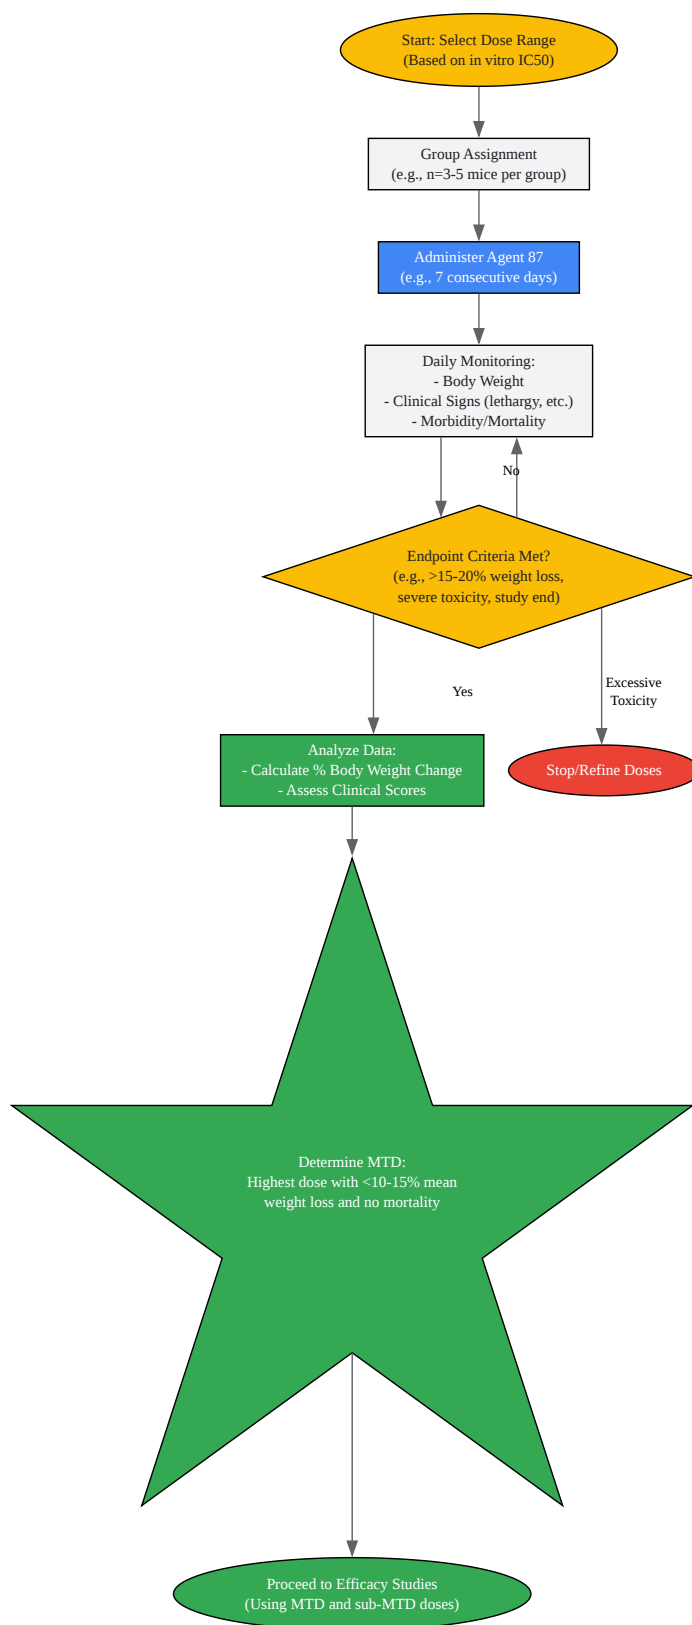 Start: Select Dose Range
(Based on in vitro IC50)
Group Assignment
(e.g., n=3-5 mice per group)
Administer Agent 87
(e.g., 7 consecutive days)
Daily Monitoring:
- Body Weight
- Clinical Signs (lethargy, etc.)
- Morbidity/Mortality
No
Endpoint Criteria Met?
(e.g., >15-20% weight loss,
severe toxicity, study end)
Yes
Excessive
Toxicity
Analyze Data:
- Calculate % Body Weight Change
- Assess Clinical Scores
Stop/Refine Doses
Determine MTD:
Highest dose with <10-15% mean
weight loss and no mortality
Proceed to Efficacy Studies
(Using MTD and sub-MTD doses)